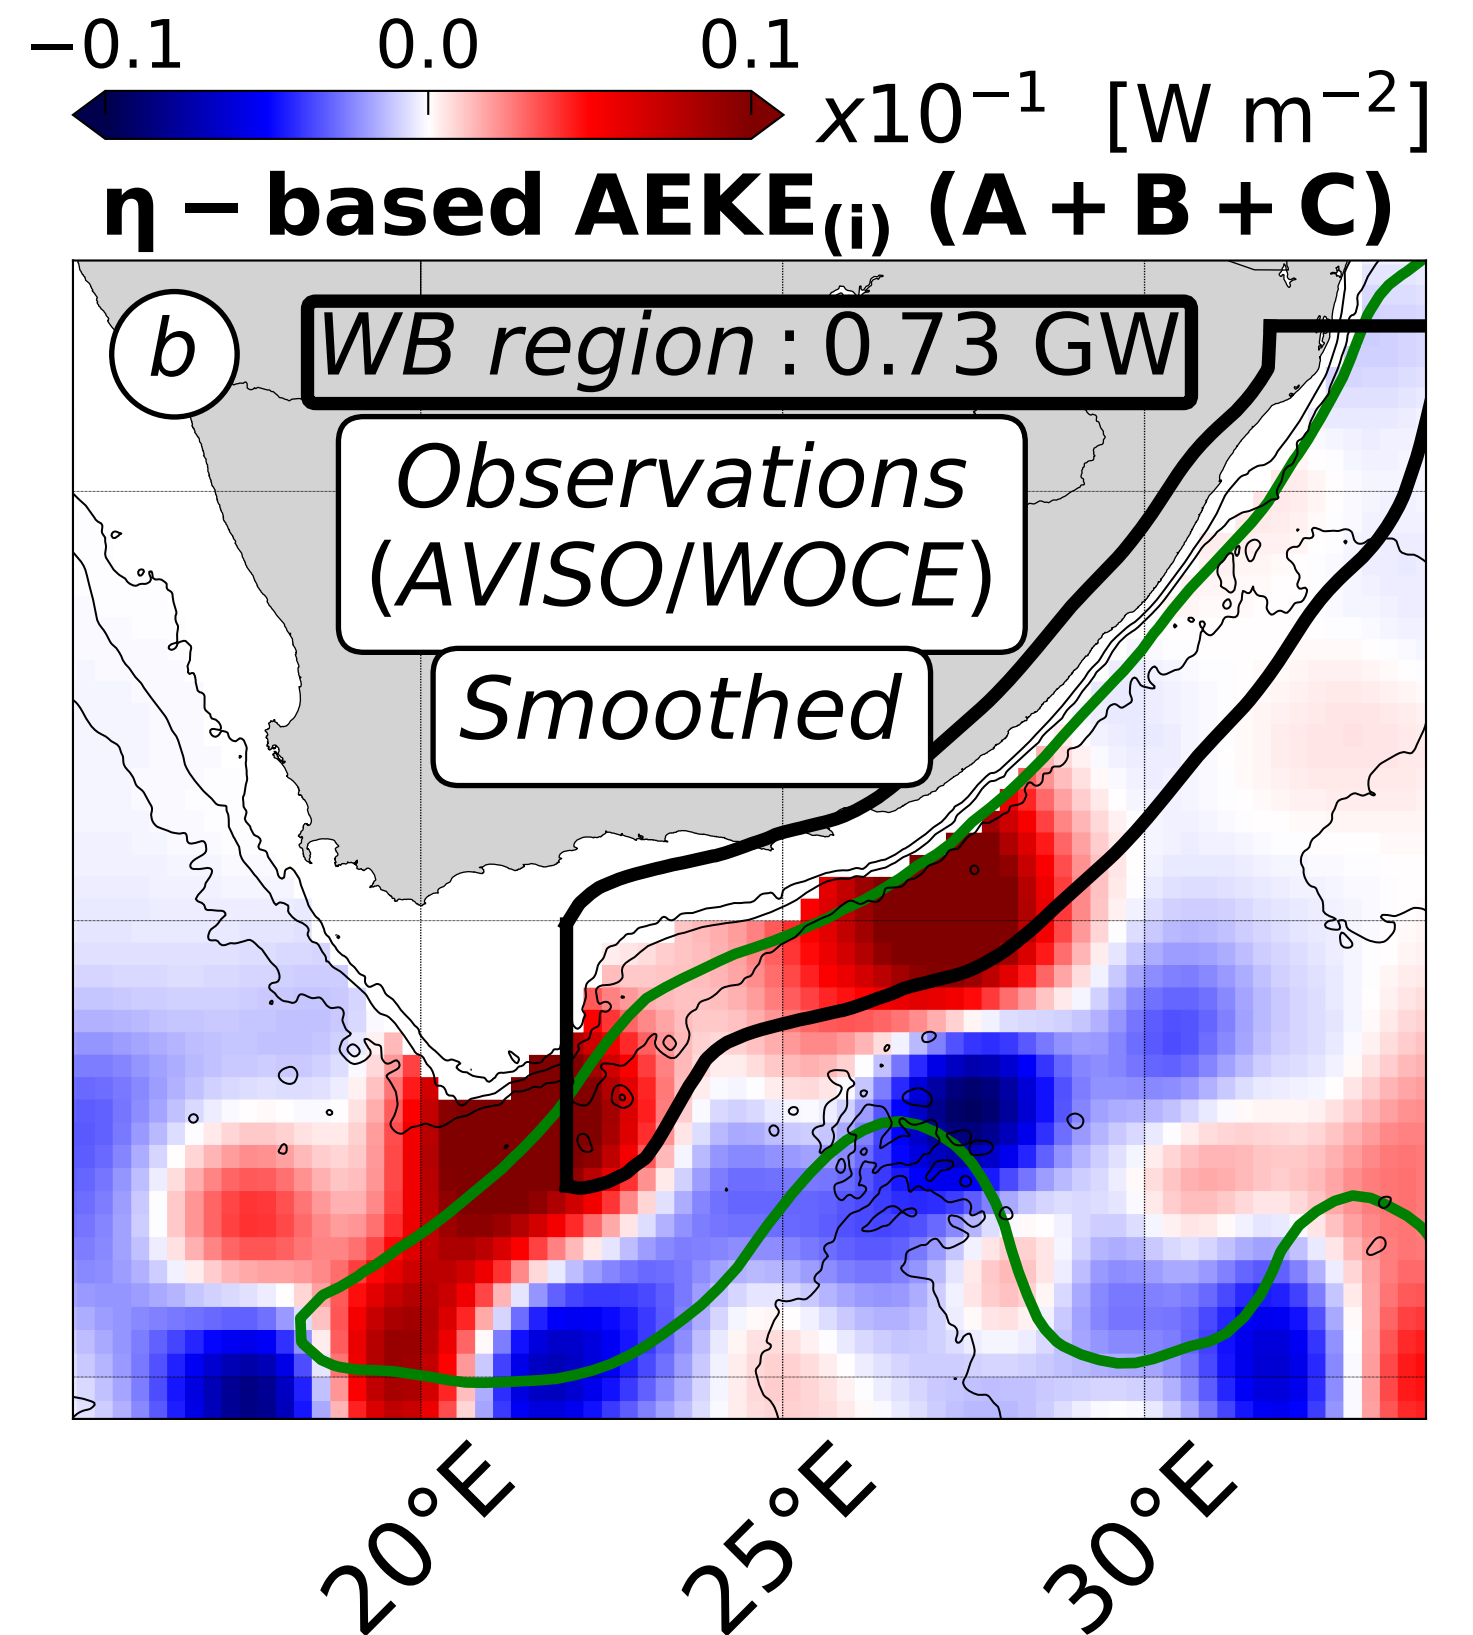 −0.1 0.0 0.1
x10⁻¹ [W m⁻²]
η − based AEKE₍ᵢ₎ (A + B + C)
b
WB region : 0.73 GW
Observations
(AVISO/WOCE)
Smoothed
20°E 25°E 30°E